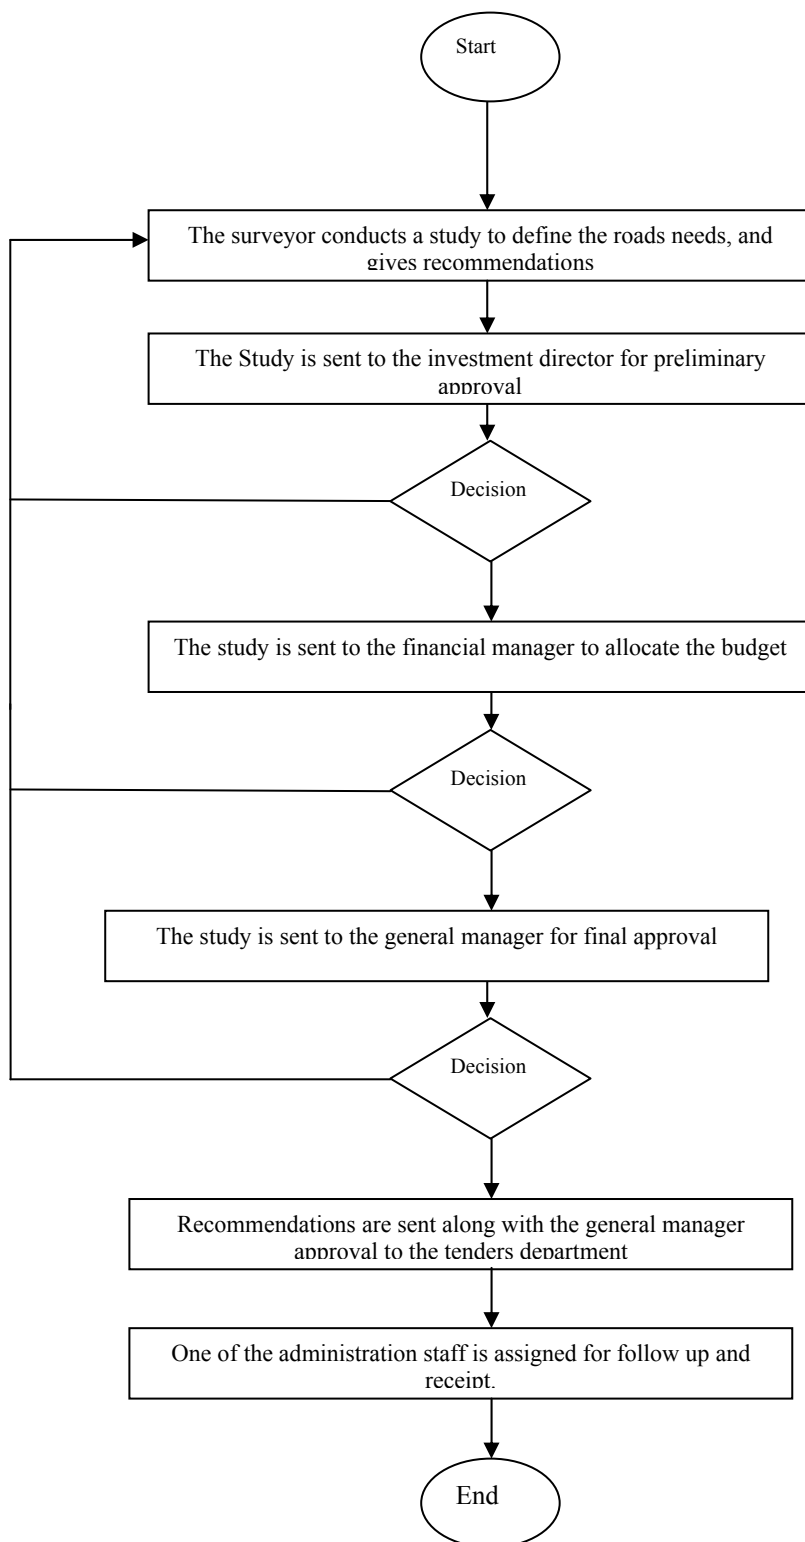 Start
The surveyor conducts a study to define the roads needs, and
gives recommendations
The Study is sent to the investment director for preliminary
approval
Decision
The study is sent to the financial manager to allocate the budget
Decision
The study is sent to the general manager for final approval
Decision
Recommendations are sent along with the general manager
approval to the tenders department
One of the administration staff is assigned for follow up and
receipt.
End